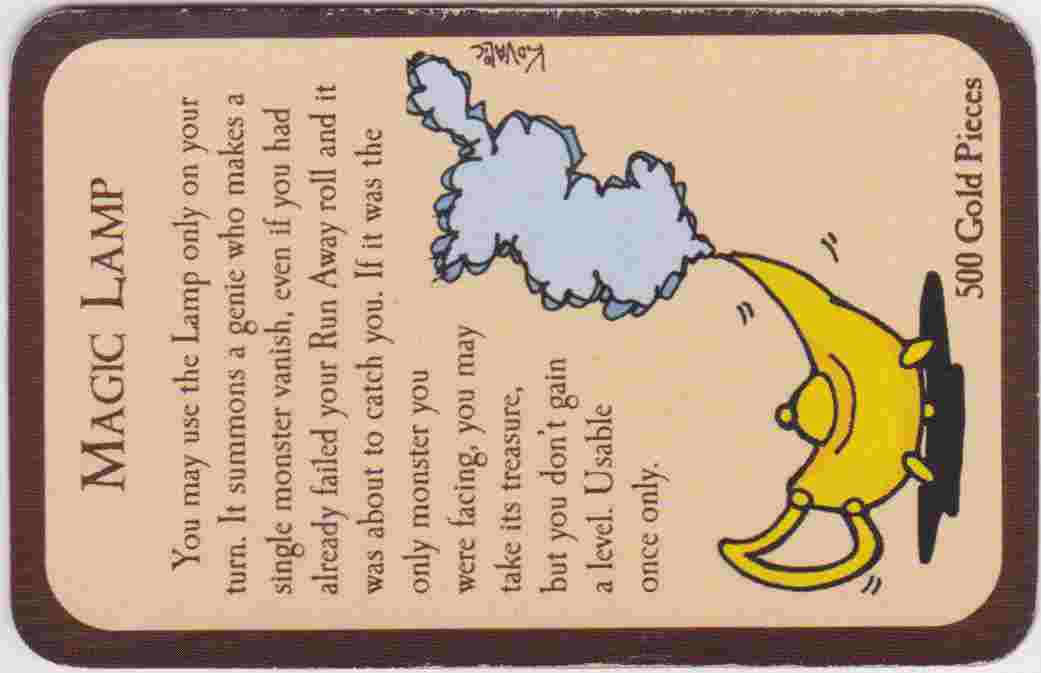 MAGIC LAMP
You may use the Lamp only on your
turn. It summons a genie who makes a
single monster vanish, even if you had
already failed your Run Away roll and it
was about to catch you. If it was the
only monster you
were facing, you may
take its treasure,
but you don't gain
a level. Usable
once only.
KOVALIC
500 Gold Pieces